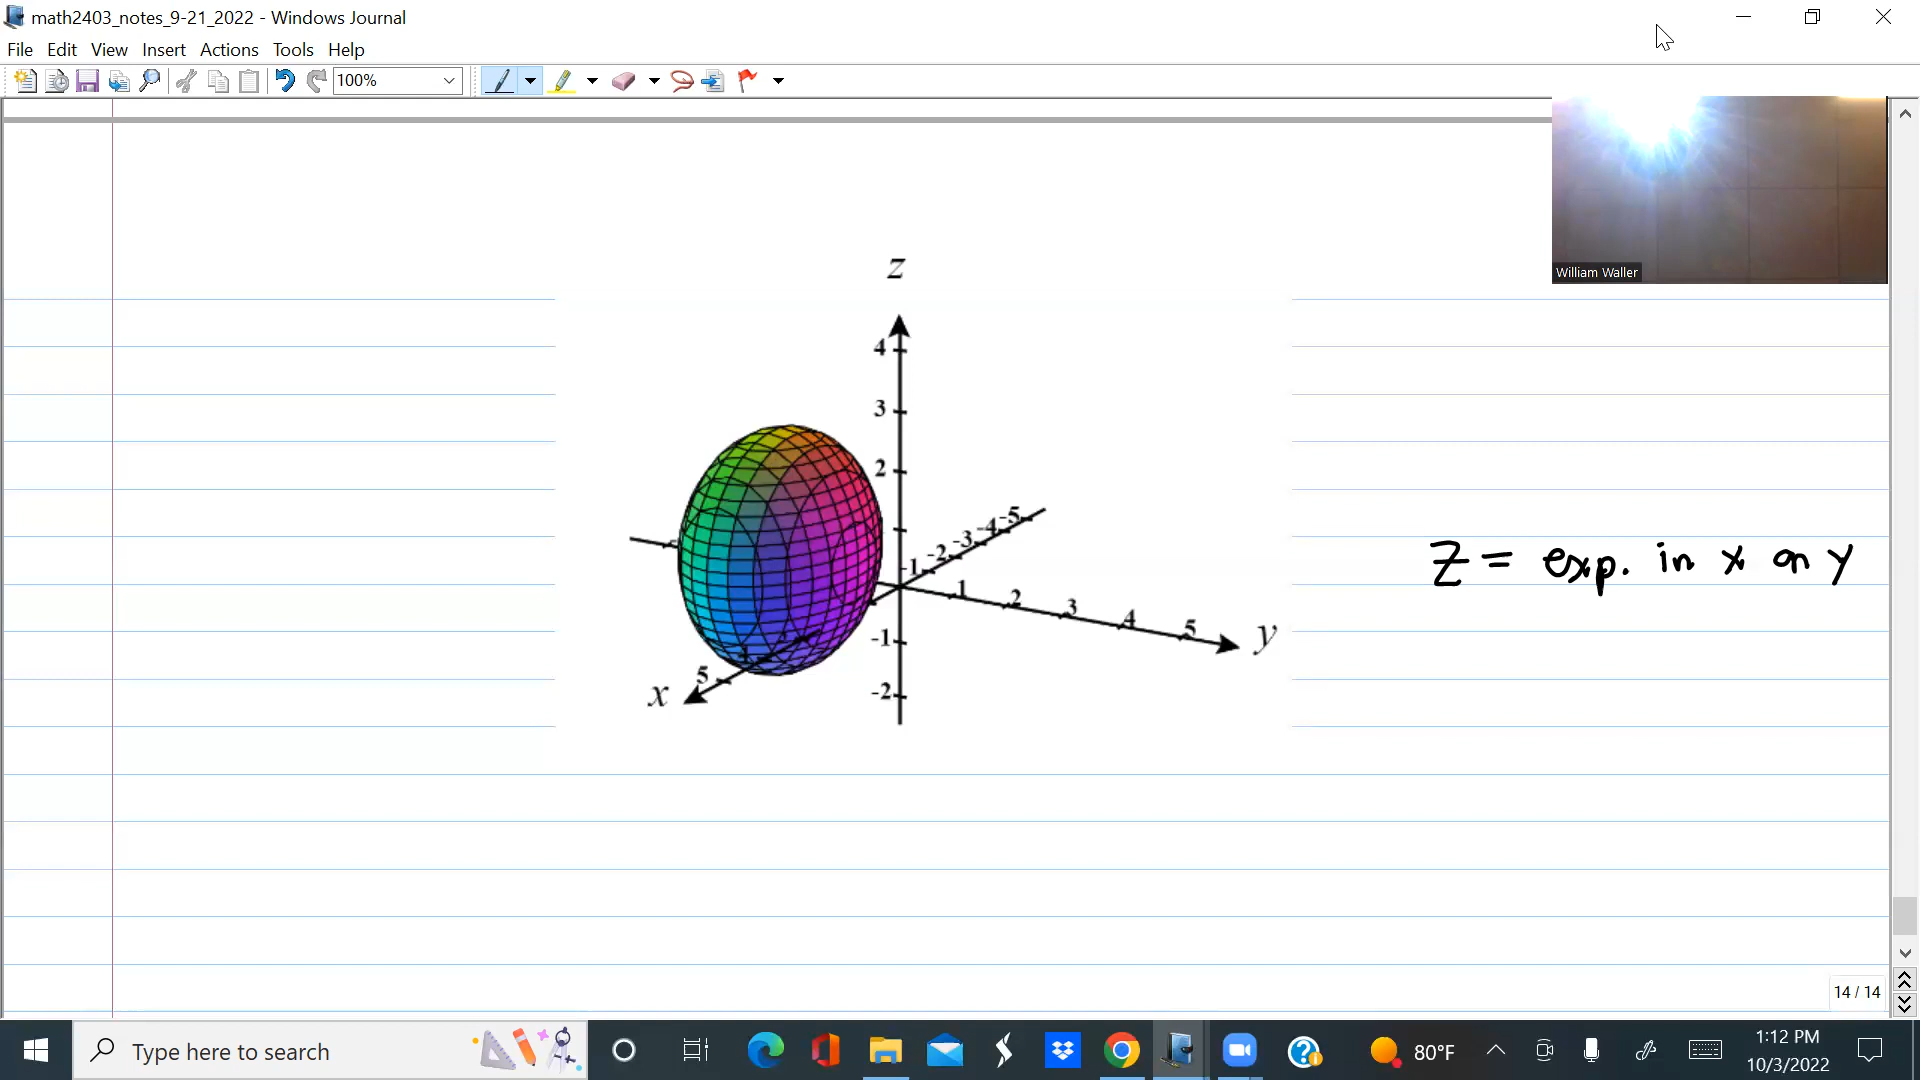 math2403_notes_9-21_2022 - Windows Journal
File Edit View Insert Actions Tools Help
100%
William Waller
z
4
3
2
-5
-4
-3
-2
-1
1
2
3
4
5
y
-1
4
5
x
-2
Z = exp. in x on y
14 / 14
Type here to search
80°F
1:12 PM
10/3/2022